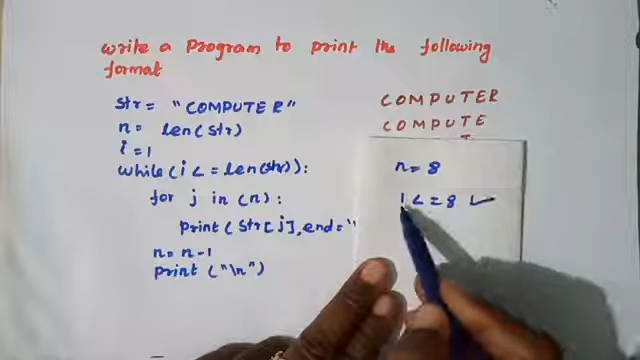 write a program to print the following
format
str = "COMPUTER"
n= len(str)
i=1
while(i<=len(str)):
for j in (n):
print(str[j],end="
n=n-1
print("\n")
COMPUTER
COMPUTE
n=8
1<=8 ✓